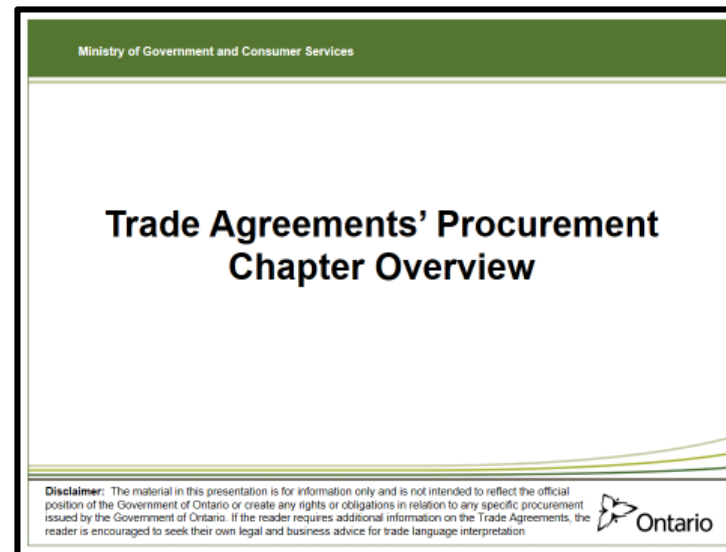 Ministry of Government and Consumer Services
Trade Agreements' Procurement
Chapter Overview
Disclaimer: The material in this presentation is for information only and is not intended to reflect the official
position of the Government of Ontario or create any rights or obligations in relation to any specific procurement
issued by the Government of Ontario. If the reader requires additional information on the Trade Agreements, the
reader is encouraged to seek their own legal and business advice for trade language interpretation
Ontario